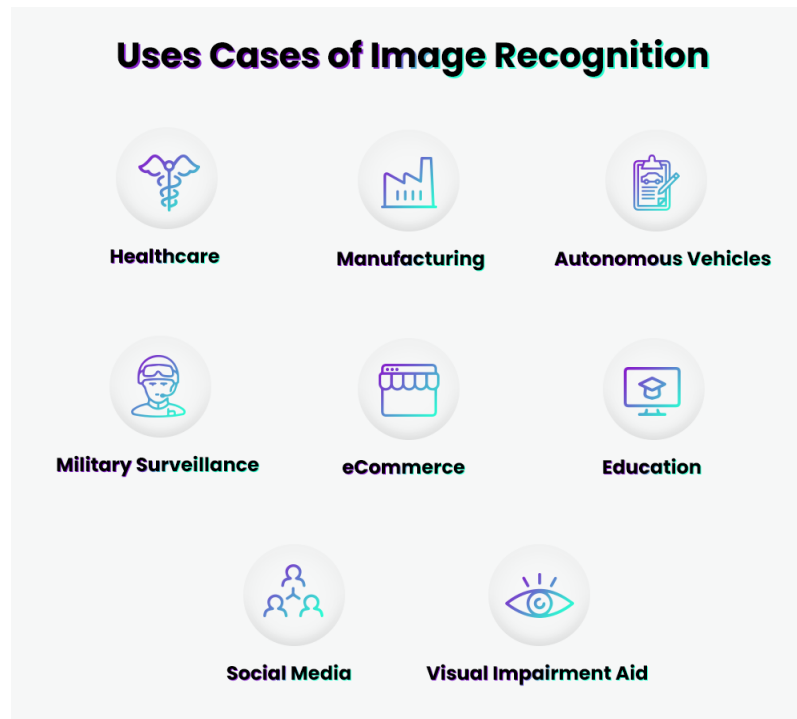 Uses Cases of Image Recognition
Healthcare
Manufacturing
Autonomous Vehicles
Military Surveillance
eCommerce
Education
Social Media
Visual Impairment Aid